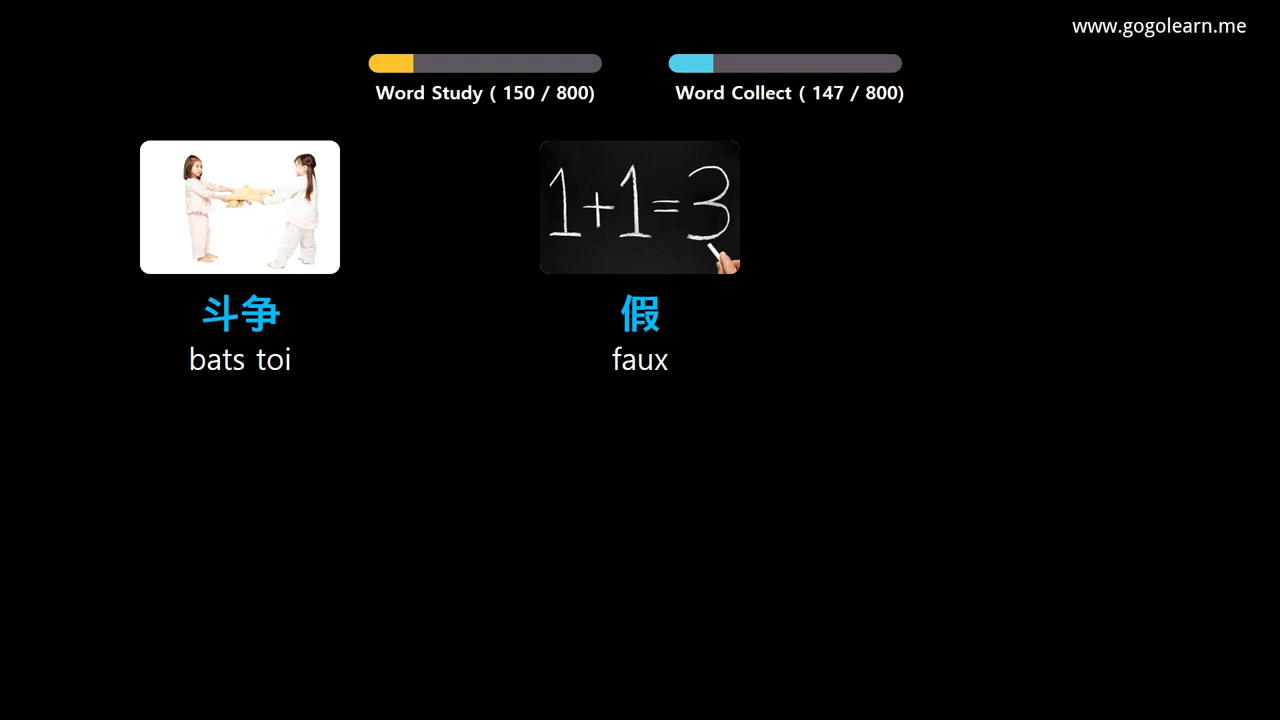 www.gogolearn.me
Word Study ( 150 / 800)
Word Collect ( 147 / 800)
1+1=3
斗争
bats toi
假
faux